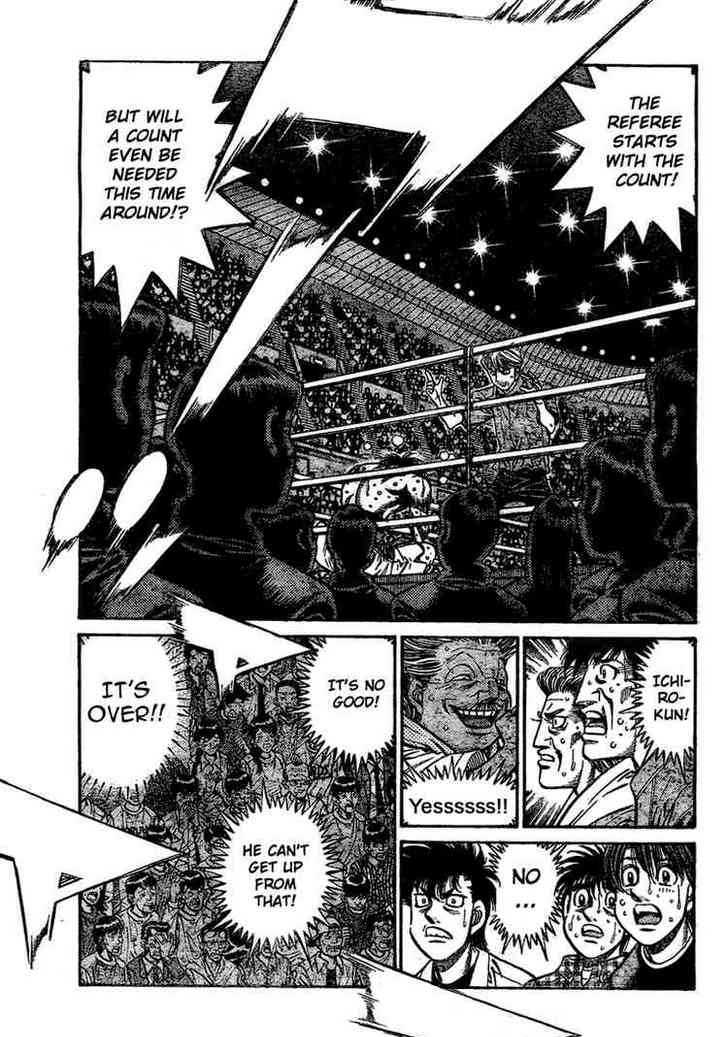 THE
REFEREE
STARTS
WITH THE
COUNT!
BUT WILL
A COUNT
EVEN BE
NEEDED
THIS TIME
AROUND!?
ICHI-
RO-
KUN!
Yesssssss!!
IT'S NO
GOOD!
IT'S
OVER!!
NO
...
HE CAN'T
GET UP
FROM
THAT!